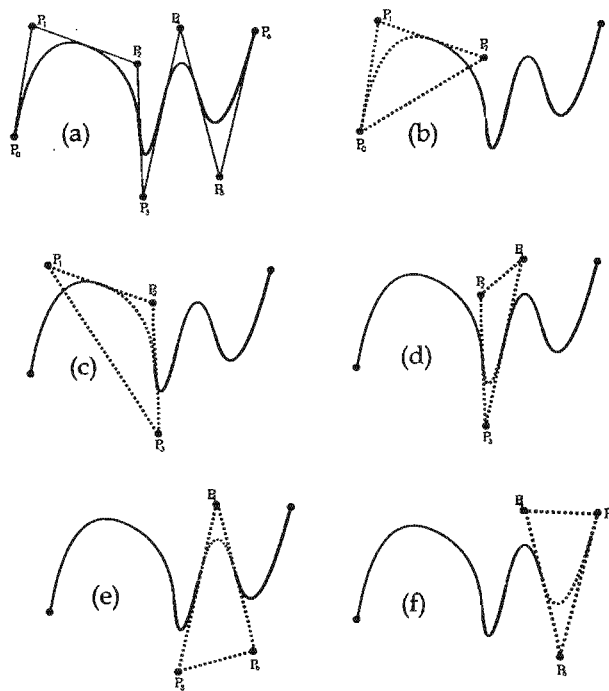 P₁
P₂
P₄
P₆
(a)
P₀
P₃
P₅
P₁
P₂
(b)
P₀
P₁
P₂
(c)
P₃
P₄
P₂
(d)
P₃
P₄
(e)
P₃
P₅
P₄
P
(f)
P₅